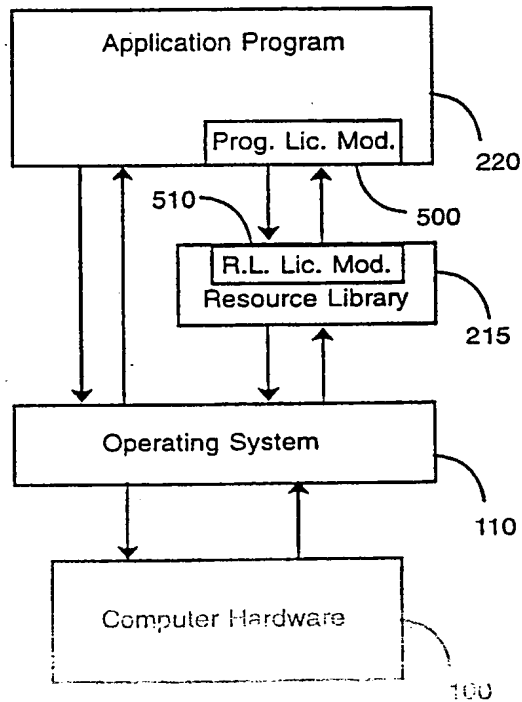 Application Program
Prog. Lic. Mod.
220
510
500
R.L. Lic. Mod.
Resource Library
215
Operating System
110
Computer Hardware
100